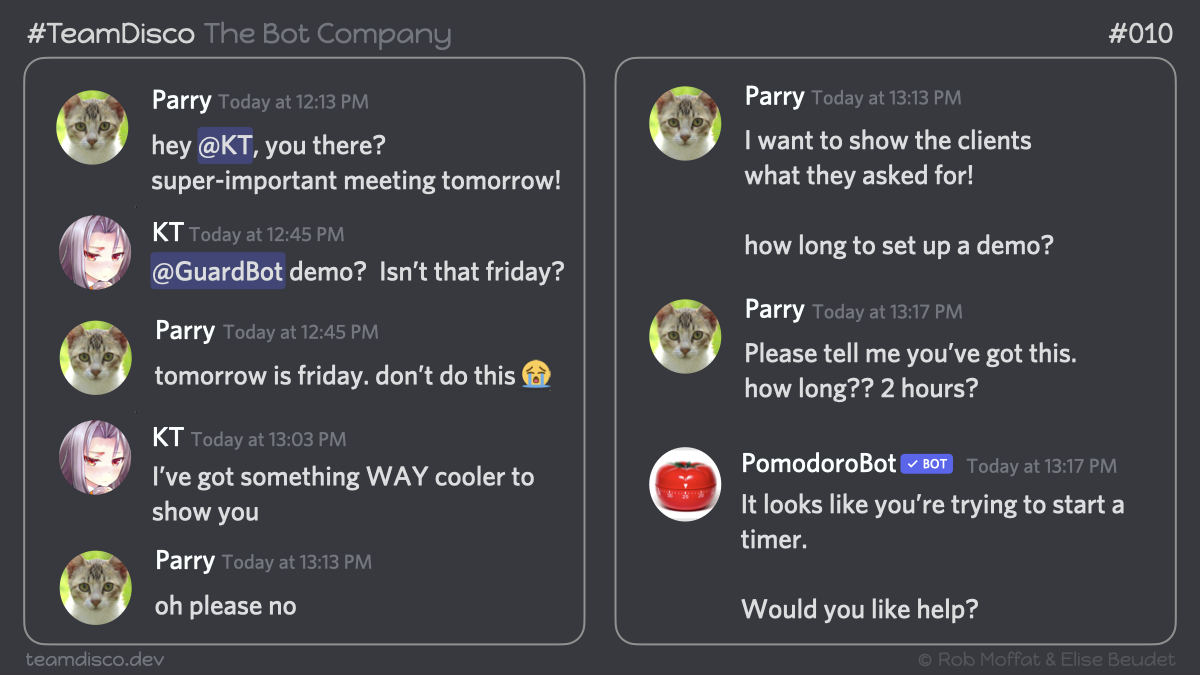 #TeamDisco The Bot Company
#010
Parry Today at 12:13 PM
hey @KT, you there?
super-important meeting tomorrow!
KT Today at 12:45 PM
@GuardBot demo? Isn’t that friday?
Parry Today at 12:45 PM
tomorrow is friday. don’t do this 😭
KT Today at 13:03 PM
I’ve got something WAY cooler to
show you
Parry Today at 13:13 PM
oh please no
Parry Today at 13:13 PM
I want to show the clients
what they asked for!
how long to set up a demo?
Parry Today at 13:17 PM
Please tell me you’ve got this.
how long?? 2 hours?
PomodoroBot ✓ BOT Today at 13:17 PM
It looks like you’re trying to start a
timer.
Would you like help?
teamdisco.dev
© Rob Moffat & Elise Beudet